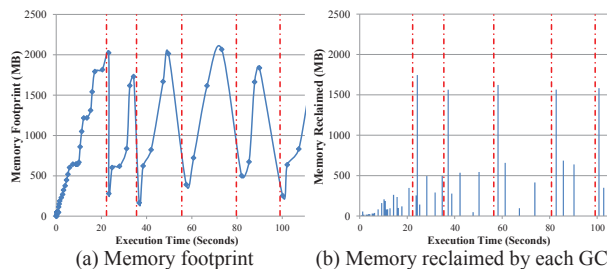 2500
2000
1500
1000
500
0
Memory Footprint (MB)
0 20 40 60 80 100
Execution Time (Seconds)
(a) Memory footprint
2500
2000
1500
1000
500
0
Memory Reclaimed (MB)
0 20 40 60 80 100
Execution Time (Seconds)
(b) Memory reclaimed by each GC